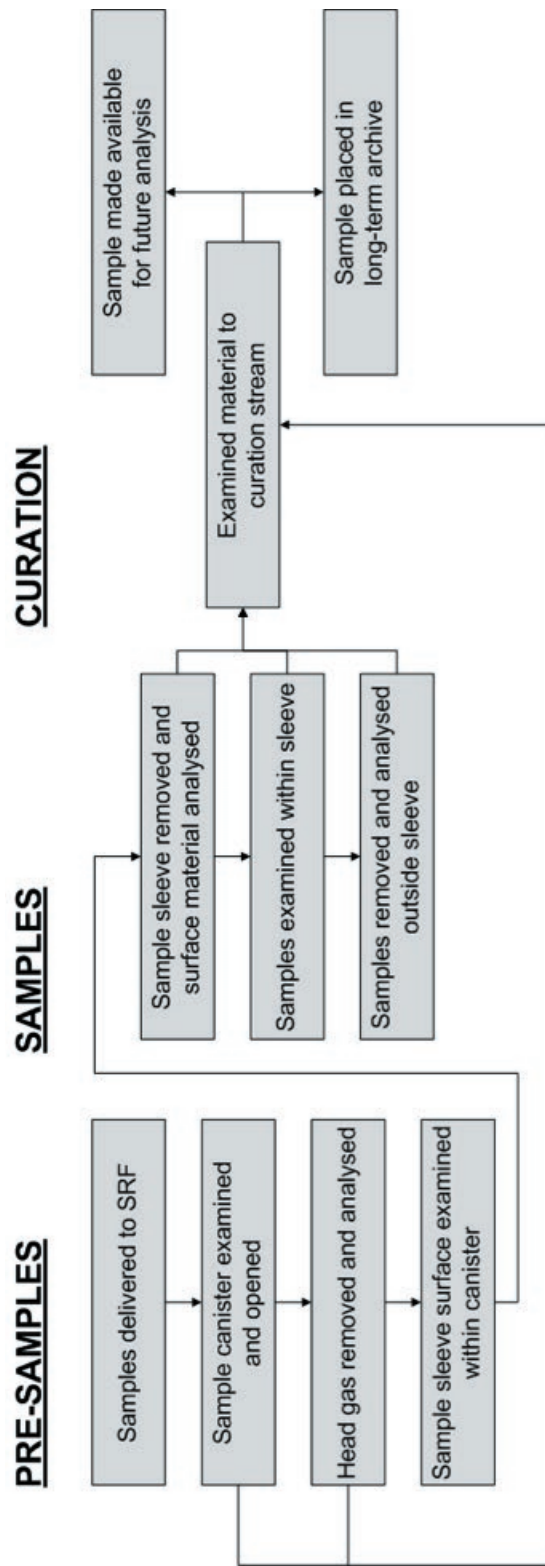 PRE-SAMPLES
Samples delivered to SRF
Sample canister examined
and opened
Head gas removed and analysed
Sample sleeve surface examined
within canister
SAMPLES
Sample sleeve removed and
surface material analysed
Samples examined within sleeve
Samples removed and analysed
outside sleeve
CURATION
Examined material to
curation stream
Sample made available
for future analysis
Sample placed in
long-term archive